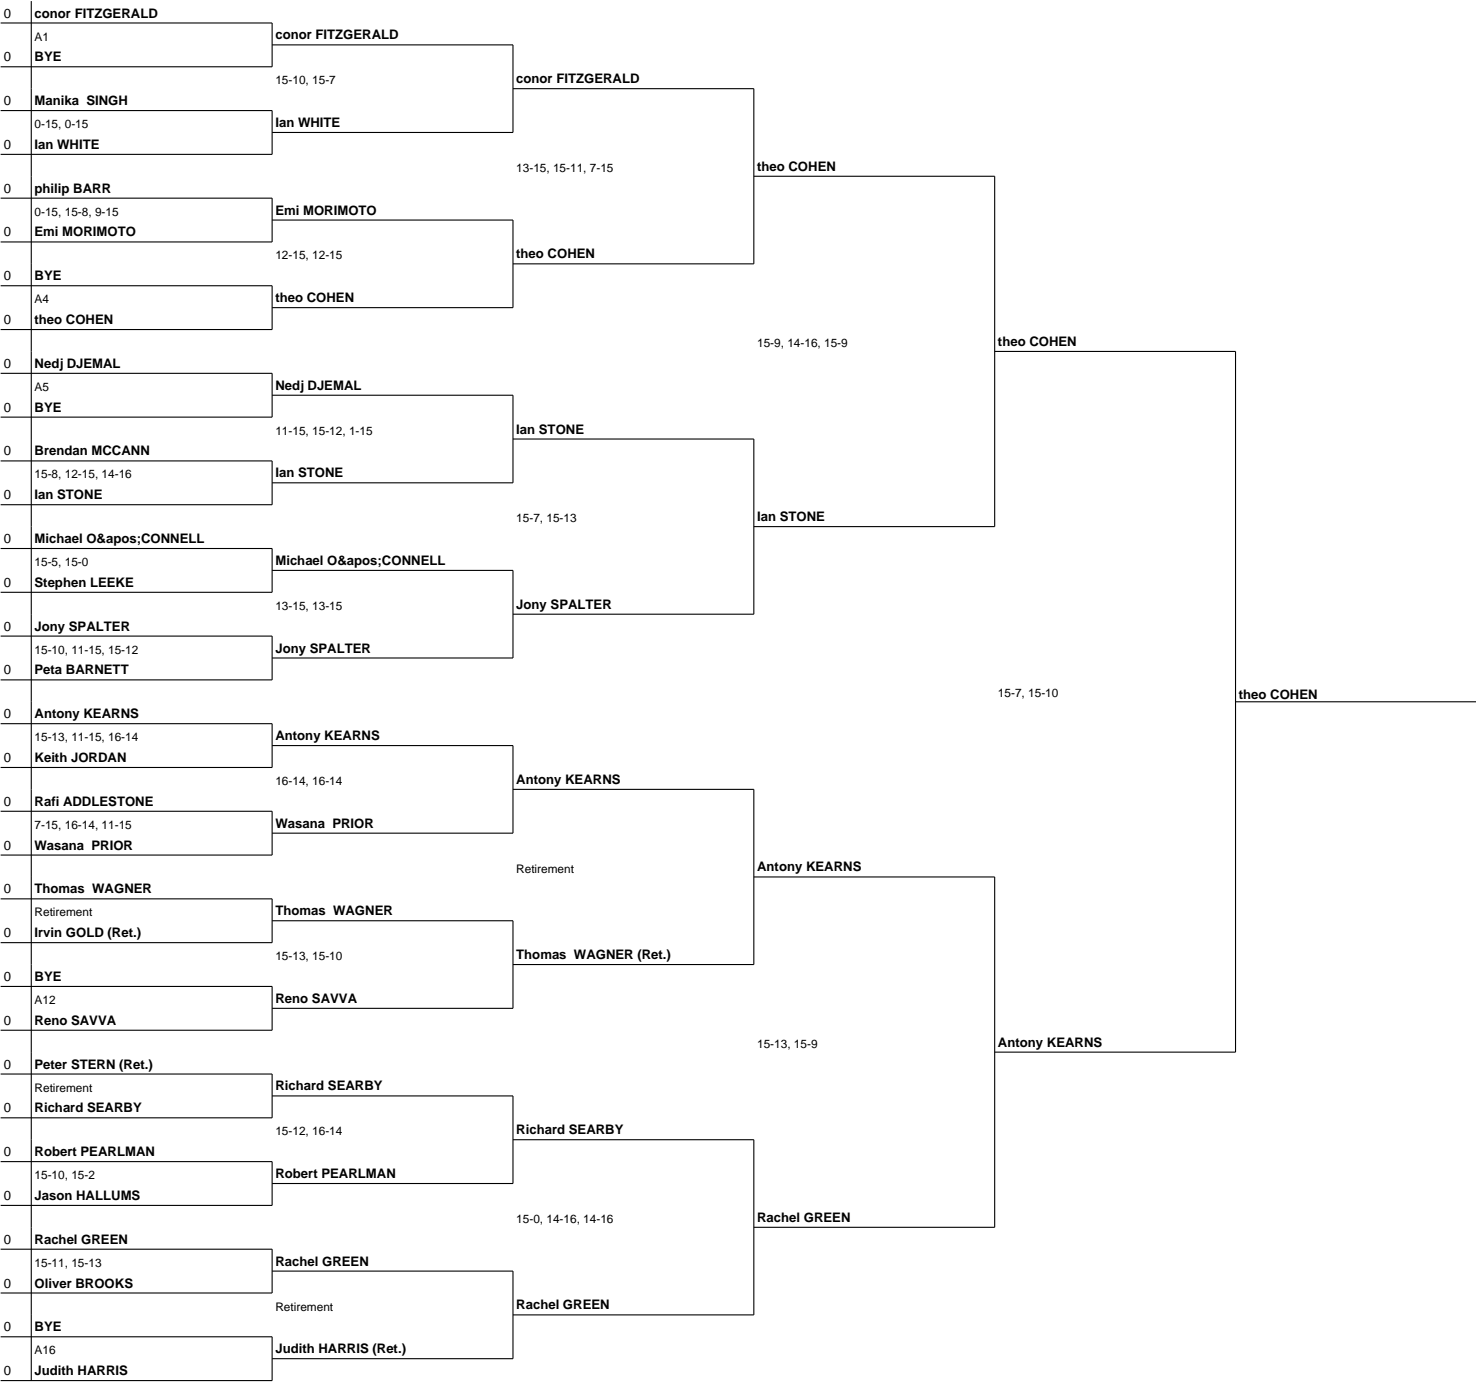 0 conor FITZGERALD
A1 conor FITZGERALD
0 BYE
15-10, 15-7 conor FITZGERALD
0 Manika  SINGH
0-15, 0-15 Ian WHITE
0 Ian WHITE
13-15, 15-11, 7-15 theo COHEN
0 philip BARR
0-15, 15-8, 9-15 Emi MORIMOTO
0 Emi MORIMOTO
12-15, 12-15 theo COHEN
0 BYE
A4 theo COHEN
0 theo COHEN
15-9, 14-16, 15-9 theo COHEN
0 Nedj DJEMAL
A5 Nedj DJEMAL
0 BYE
11-15, 15-12, 1-15 Ian STONE
0 Brendan MCCANN
15-8, 12-15, 14-16 Ian STONE
0 Ian STONE
15-7, 15-13 Ian STONE
0 Michael O&apos;CONNELL
15-5, 15-0 Michael O&apos;CONNELL
0 Stephen LEEKE
13-15, 13-15 Jony SPALTER
0 Jony SPALTER
15-10, 11-15, 15-12 Jony SPALTER
0 Peta BARNETT
15-7, 15-10 theo COHEN
0 Antony KEARNS
15-13, 11-15, 16-14 Antony KEARNS
0 Keith JORDAN
16-14, 16-14 Antony KEARNS
0 Rafi ADDLESTONE
7-15, 16-14, 11-15 Wasana  PRIOR
0 Wasana  PRIOR
Retirement Antony KEARNS
0 Thomas  WAGNER
Retirement Thomas  WAGNER
0 Irvin GOLD (Ret.)
15-13, 15-10 Thomas  WAGNER (Ret.)
0 BYE
A12 Reno SAVVA
0 Reno SAVVA
15-13, 15-9 Antony KEARNS
0 Peter STERN (Ret.)
Retirement Richard SEARBY
0 Richard SEARBY
15-12, 16-14 Richard SEARBY
0 Robert PEARLMAN
15-10, 15-2 Robert PEARLMAN
0 Jason HALLUMS
15-0, 14-16, 14-16 Rachel GREEN
0 Rachel GREEN
15-11, 15-13 Rachel GREEN
0 Oliver BROOKS
Retirement Rachel GREEN
0 BYE
A16 Judith HARRIS (Ret.)
0 Judith HARRIS